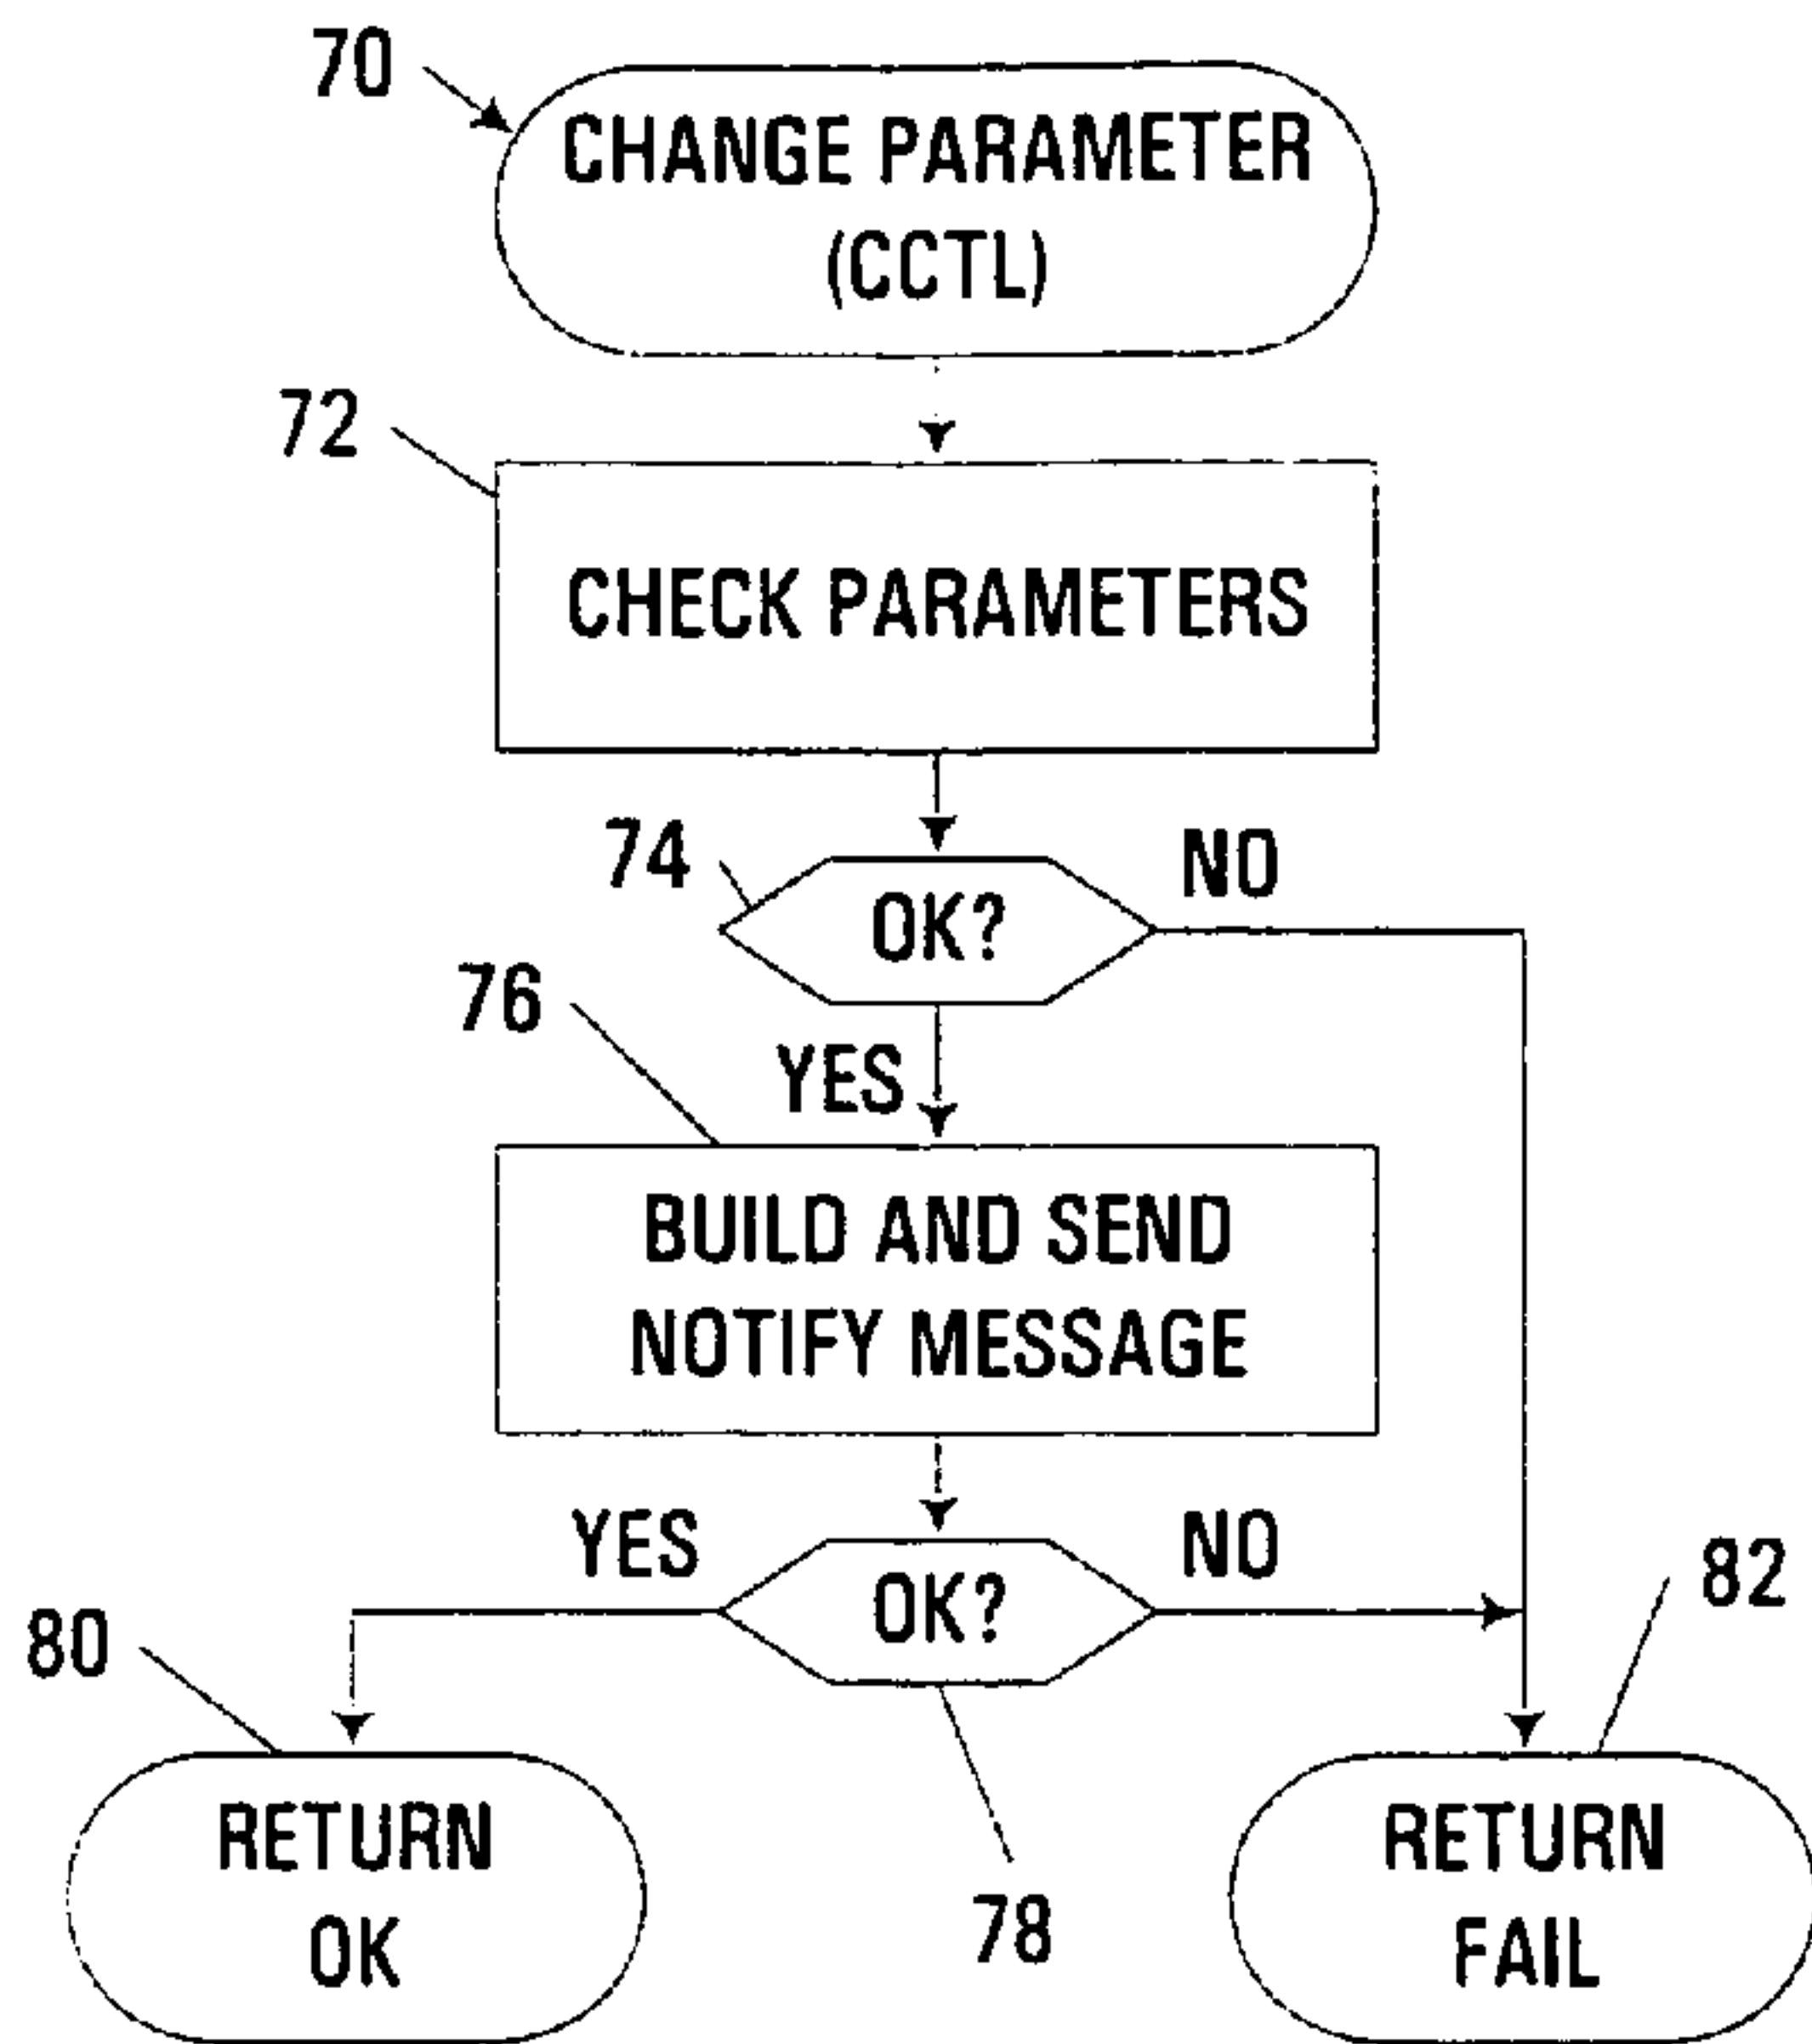 70
CHANGE PARAMETER
(CCTL)
72
CHECK PARAMETERS
74
OK?
NO
76
YES
BUILD AND SEND
NOTIFY MESSAGE
YES
OK?
NO
80
82
RETURN
OK
78
RETURN
FAIL